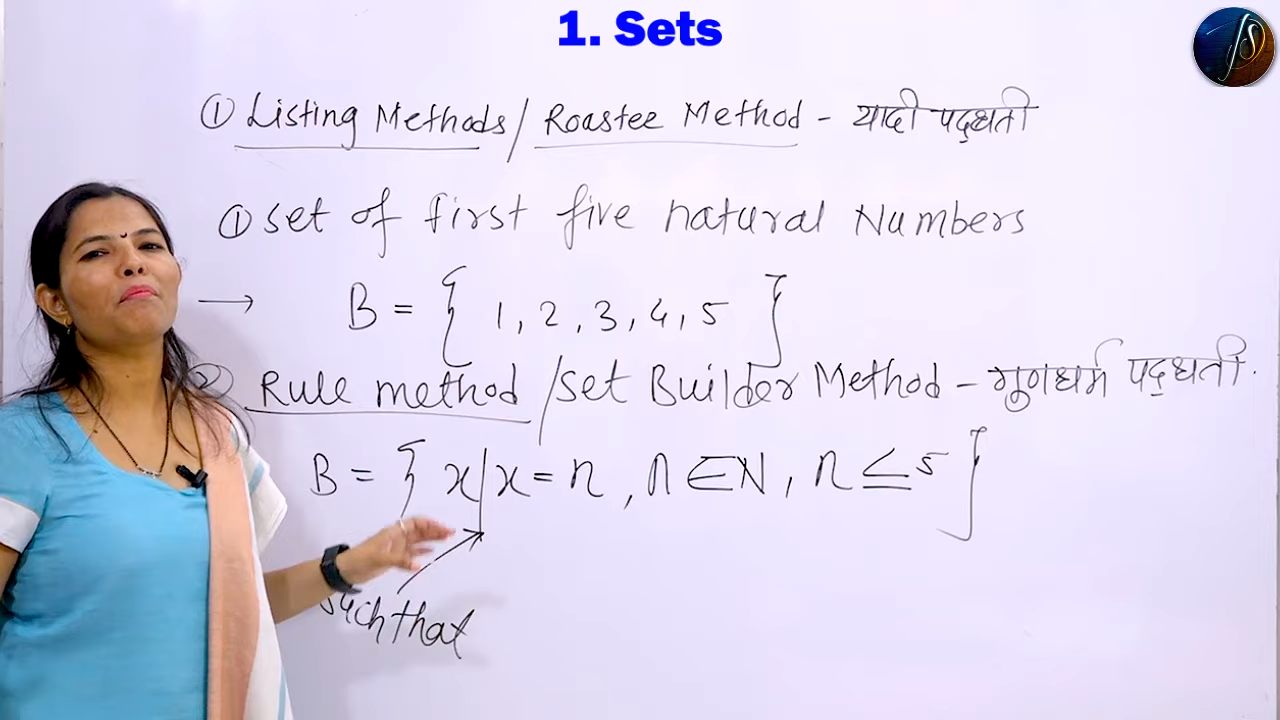 1. Sets
① Listing Methods / Roastee Method - यादी पद्धती
① Set of first five natural Numbers
→ B = { 1, 2, 3, 4, 5 }
② Rule method / Set Builder Method - गुणधर्म पद्धती.
B = { x / x = n, n ∈ N, n ≤ 5 }
such that